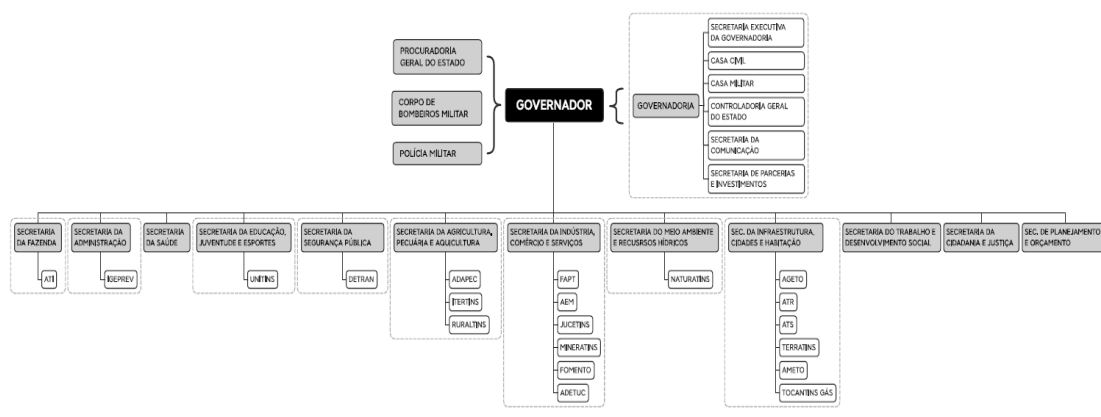 PROCURADORIA
GERAL DO ESTADO
CORPO DE
BOMBEIROS MILITAR
POLÍCIA MILITAR
GOVERNADOR
GOVERNADORIA
SECRETARIA EXECUTIVA
DA GOVERNADORIA
CASA CIVIL
CASA MILITAR
CONTROLADORIA GERAL
DO ESTADO
SECRETARIA DA
COMUNICAÇÃO
SECRETARIA DE PARCERIAS
E INVESTIMENTOS
SECRETARIA
DA FAZENDA
ATI
SECRETARIA DA
ADMINISTRAÇÃO
IGEPREV
SECRETARIA
DA SAÚDE
SECRETARIA DA EDUCAÇÃO,
JUVENTUDE E ESPORTES
UNITINS
SECRETARIA DA
SEGURANÇA PÚBLICA
DETRAN
SECRETARIA DA AGRICULTURA,
PECUÁRIA E AQUICULTURA
ADAPEC
ITERTINS
RURALTINS
SECRETARIA DA INDÚSTRIA,
COMÉRCIO E SERVIÇOS
FAPT
AEM
JUCETINS
MINERATINS
FOMENTO
ADETUC
SECRETARIA DO MEIO AMBIENTE
E RECURSROS HÍDRICOS
NATURATINS
SEC. DA INFRAESTRUTURA,
CIDADES E HABITAÇÃO
AGETO
ATR
ATS
TERRATINS
AMETO
TOCANTINS GÁS
SECRETARIA DO TRABALHO E
DESENVOLVIMENTO SOCIAL
SECRETARIA DA
CIDADANIA E JUSTIÇA
SEC. DE PLANEJAMENTO
E ORÇAMENTO